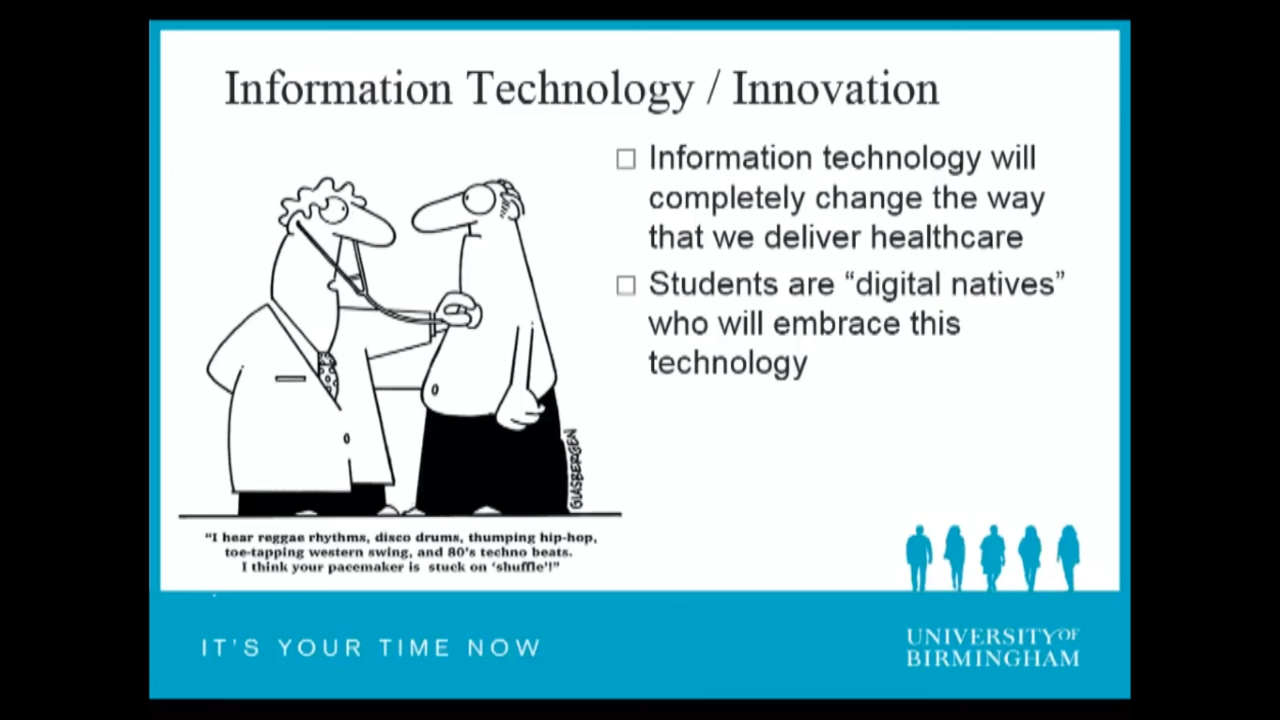 Information Technology / Innovation
□ Information technology will
completely change the way
that we deliver healthcare
□ Students are “digital natives”
who will embrace this
technology
GLASBERGEN
“I hear reggae rhythms, disco drums, thumping hip-hop,
toe-tapping western swing, and 80’s techno beats.
I think your pacemaker is stuck on ‘shuffle’!”
IT’S YOUR TIME NOW
UNIVERSITY OF
BIRMINGHAM